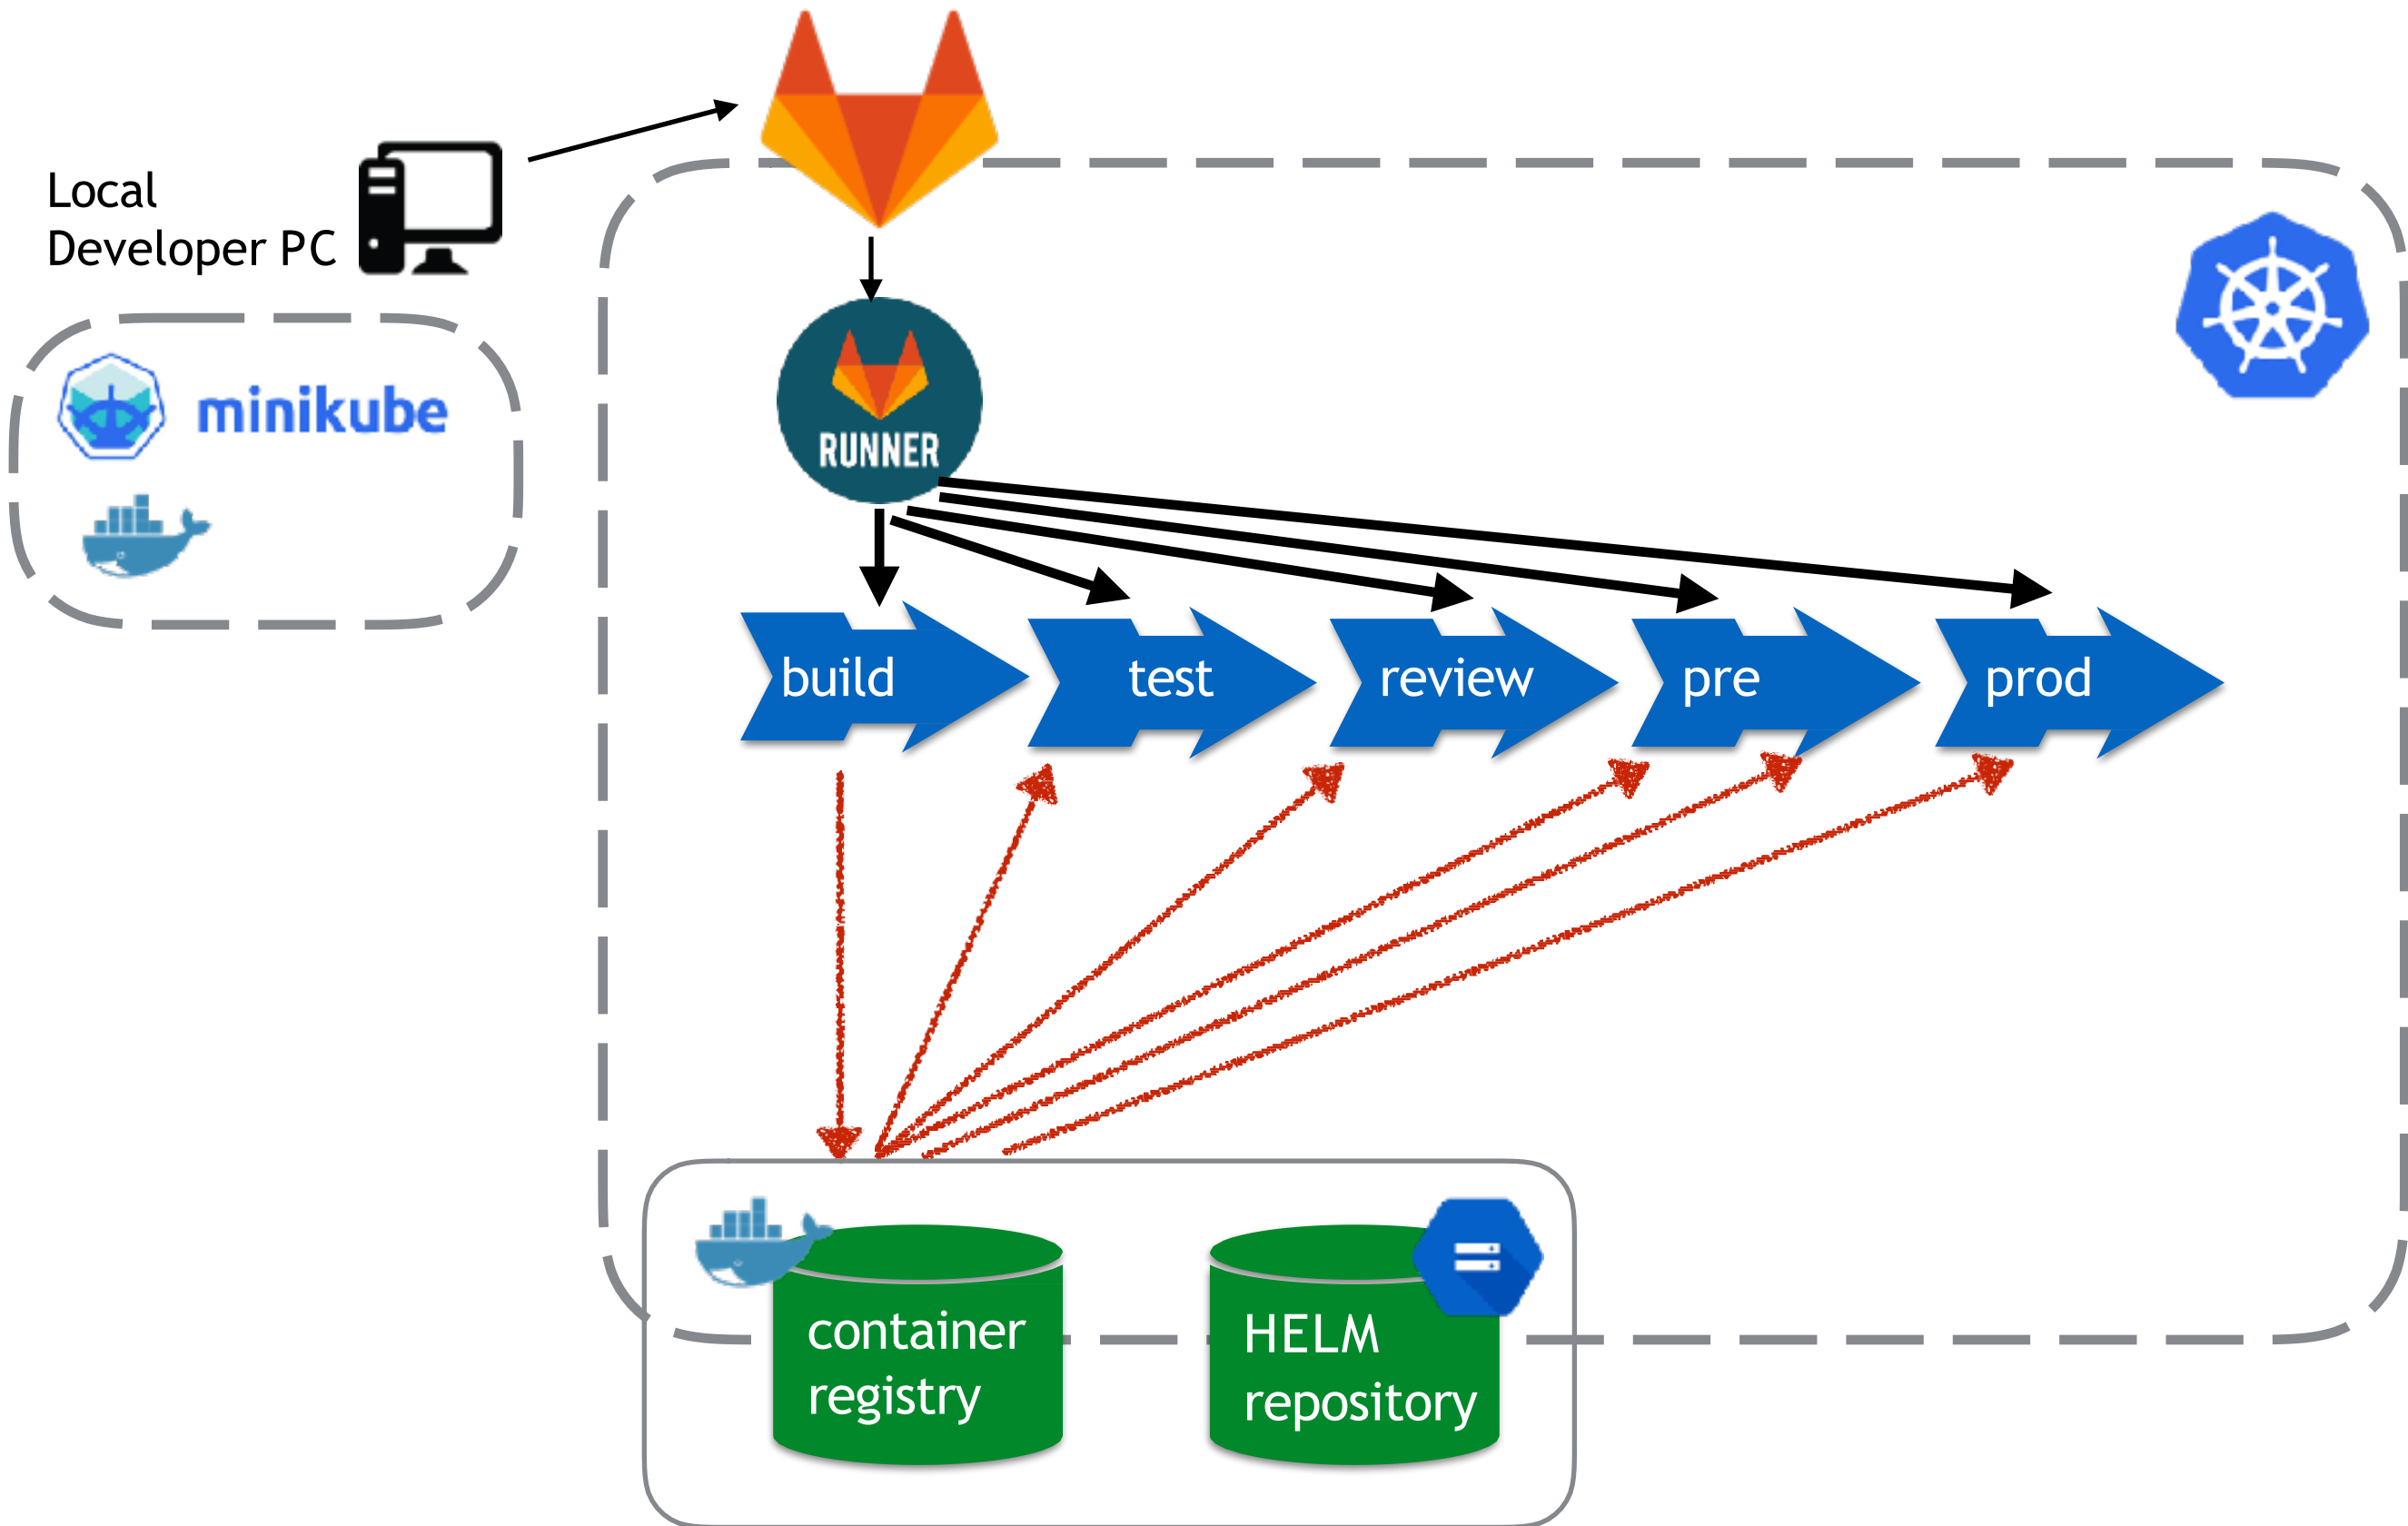 Local
Developer PC
minikube
RUNNER
build
test
review
pre
prod
container
registry
HELM
repository